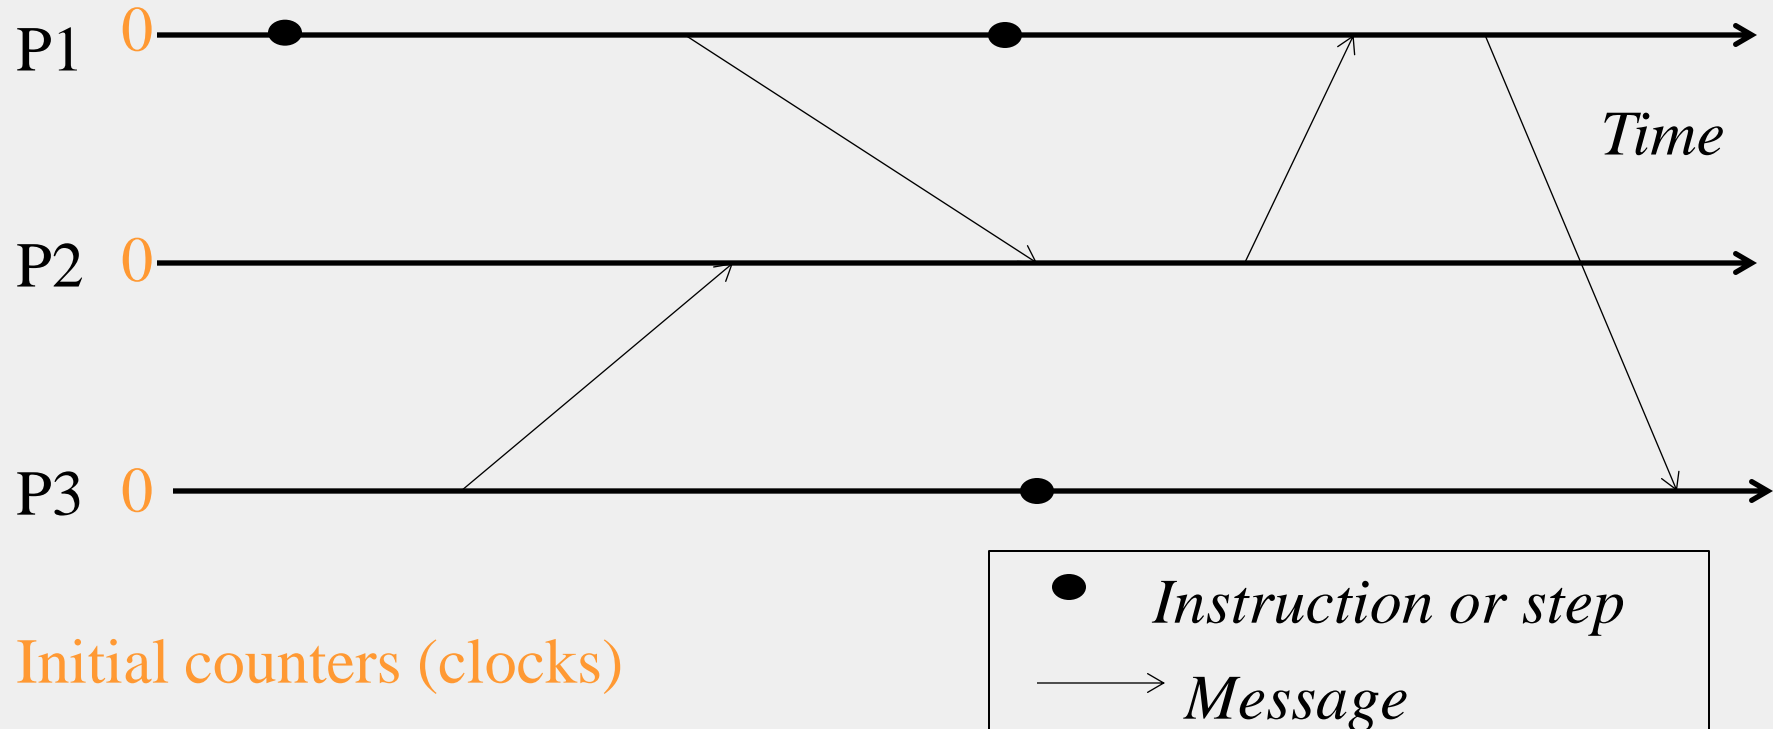 P1 0
Time
P2 0
P3 0
Instruction or step
Initial counters (clocks)
Message